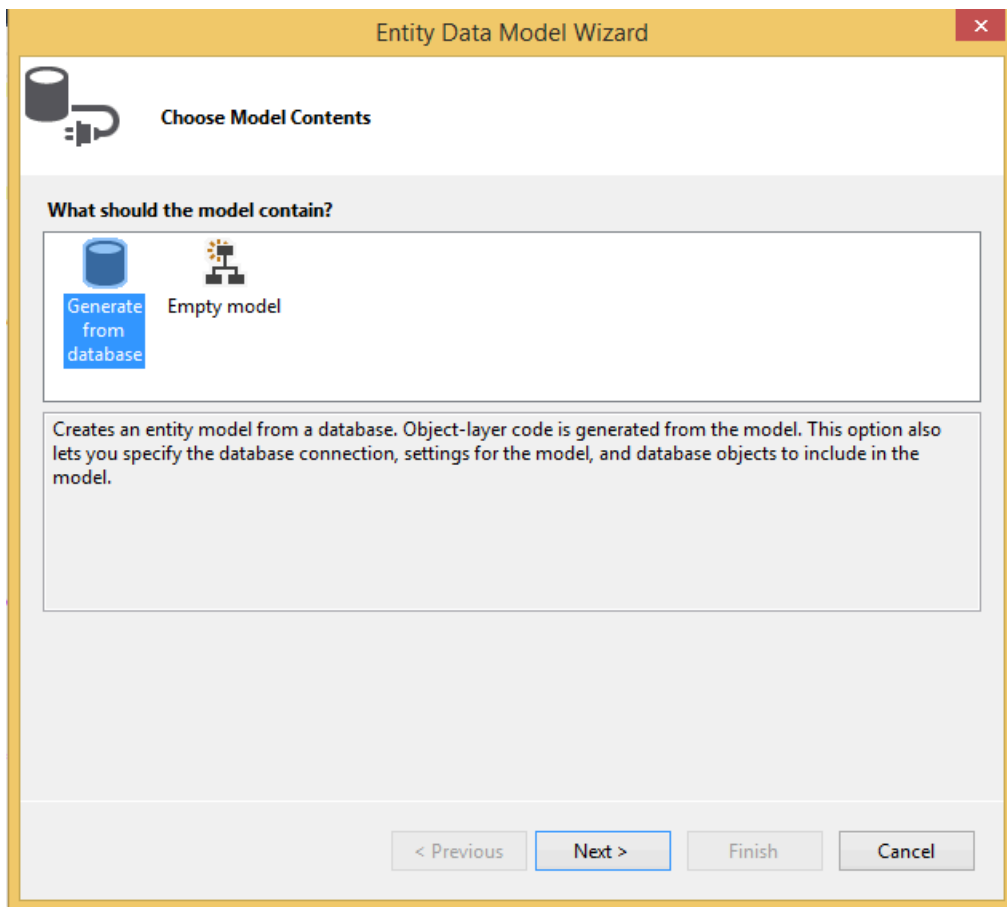 Entity Data Model Wizard
Choose Model Contents
What should the model contain?
Generate
from
database
Empty model
Creates an entity model from a database. Object-layer code is generated from the model. This option also
lets you specify the database connection, settings for the model, and database objects to include in the
model.
< Previous
Next >
Finish
Cancel